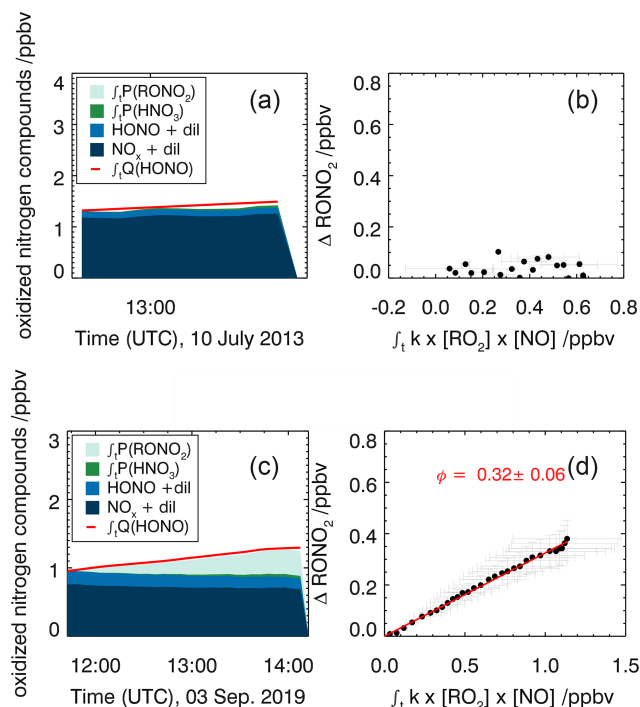 oxidized nitrogen compounds /ppbv
4
3
2
1
0
∫ₜP(RONO₂)
∫ₜP(HNO₃)
HONO + dil
NOₓ + dil
∫ₜQ(HONO)
(a)
13:00
Time (UTC), 10 July 2013
Δ RONO₂ /ppbv
0.8
0.6
0.4
0.2
0.0
(b)
-0.2 0.0 0.2 0.4 0.6 0.8
∫ₜ k x [RO₂] x [NO] /ppbv
oxidized nitrogen compounds /ppbv
3
2
1
0
∫ₜP(RONO₂)
∫ₜP(HNO₃)
HONO +dil
NOₓ + dil
∫ₜQ(HONO)
(c)
12:00 13:00 14:00
Time (UTC), 03 Sep. 2019
Δ RONO₂ /ppbv
0.8
0.6
0.4
0.2
0.0
(d)
ϕ = 0.32± 0.06
0.0 0.5 1.0 1.5
∫ₜ k x [RO₂] x [NO] /ppbv